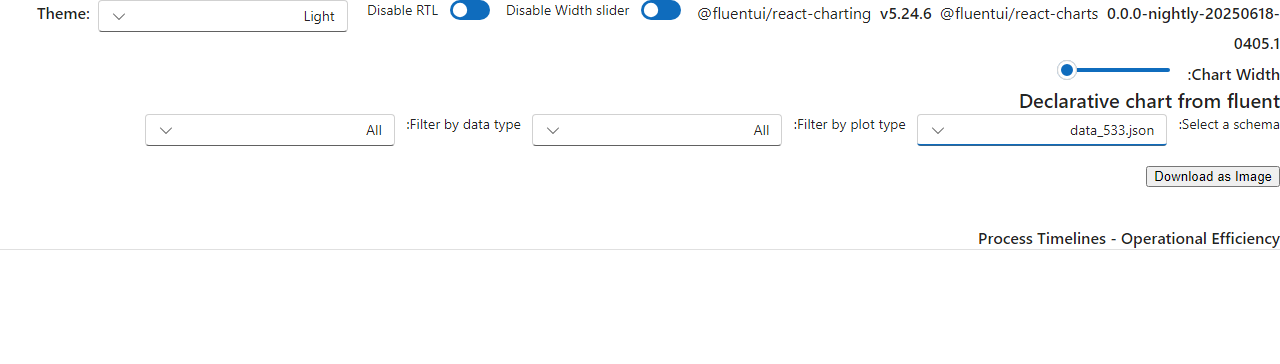 Theme: Light Disable RTL Disable Width slider @fluentui/react-charting v5.24.6 @fluentui/react-charts 0.0.0-nightly-20250618-
0405.1
:Chart Width
Declarative chart from fluent
All :Filter by data type All :Filter by plot type data_533.json :Select a schema
Download as Image
Process Timelines - Operational Efficiency